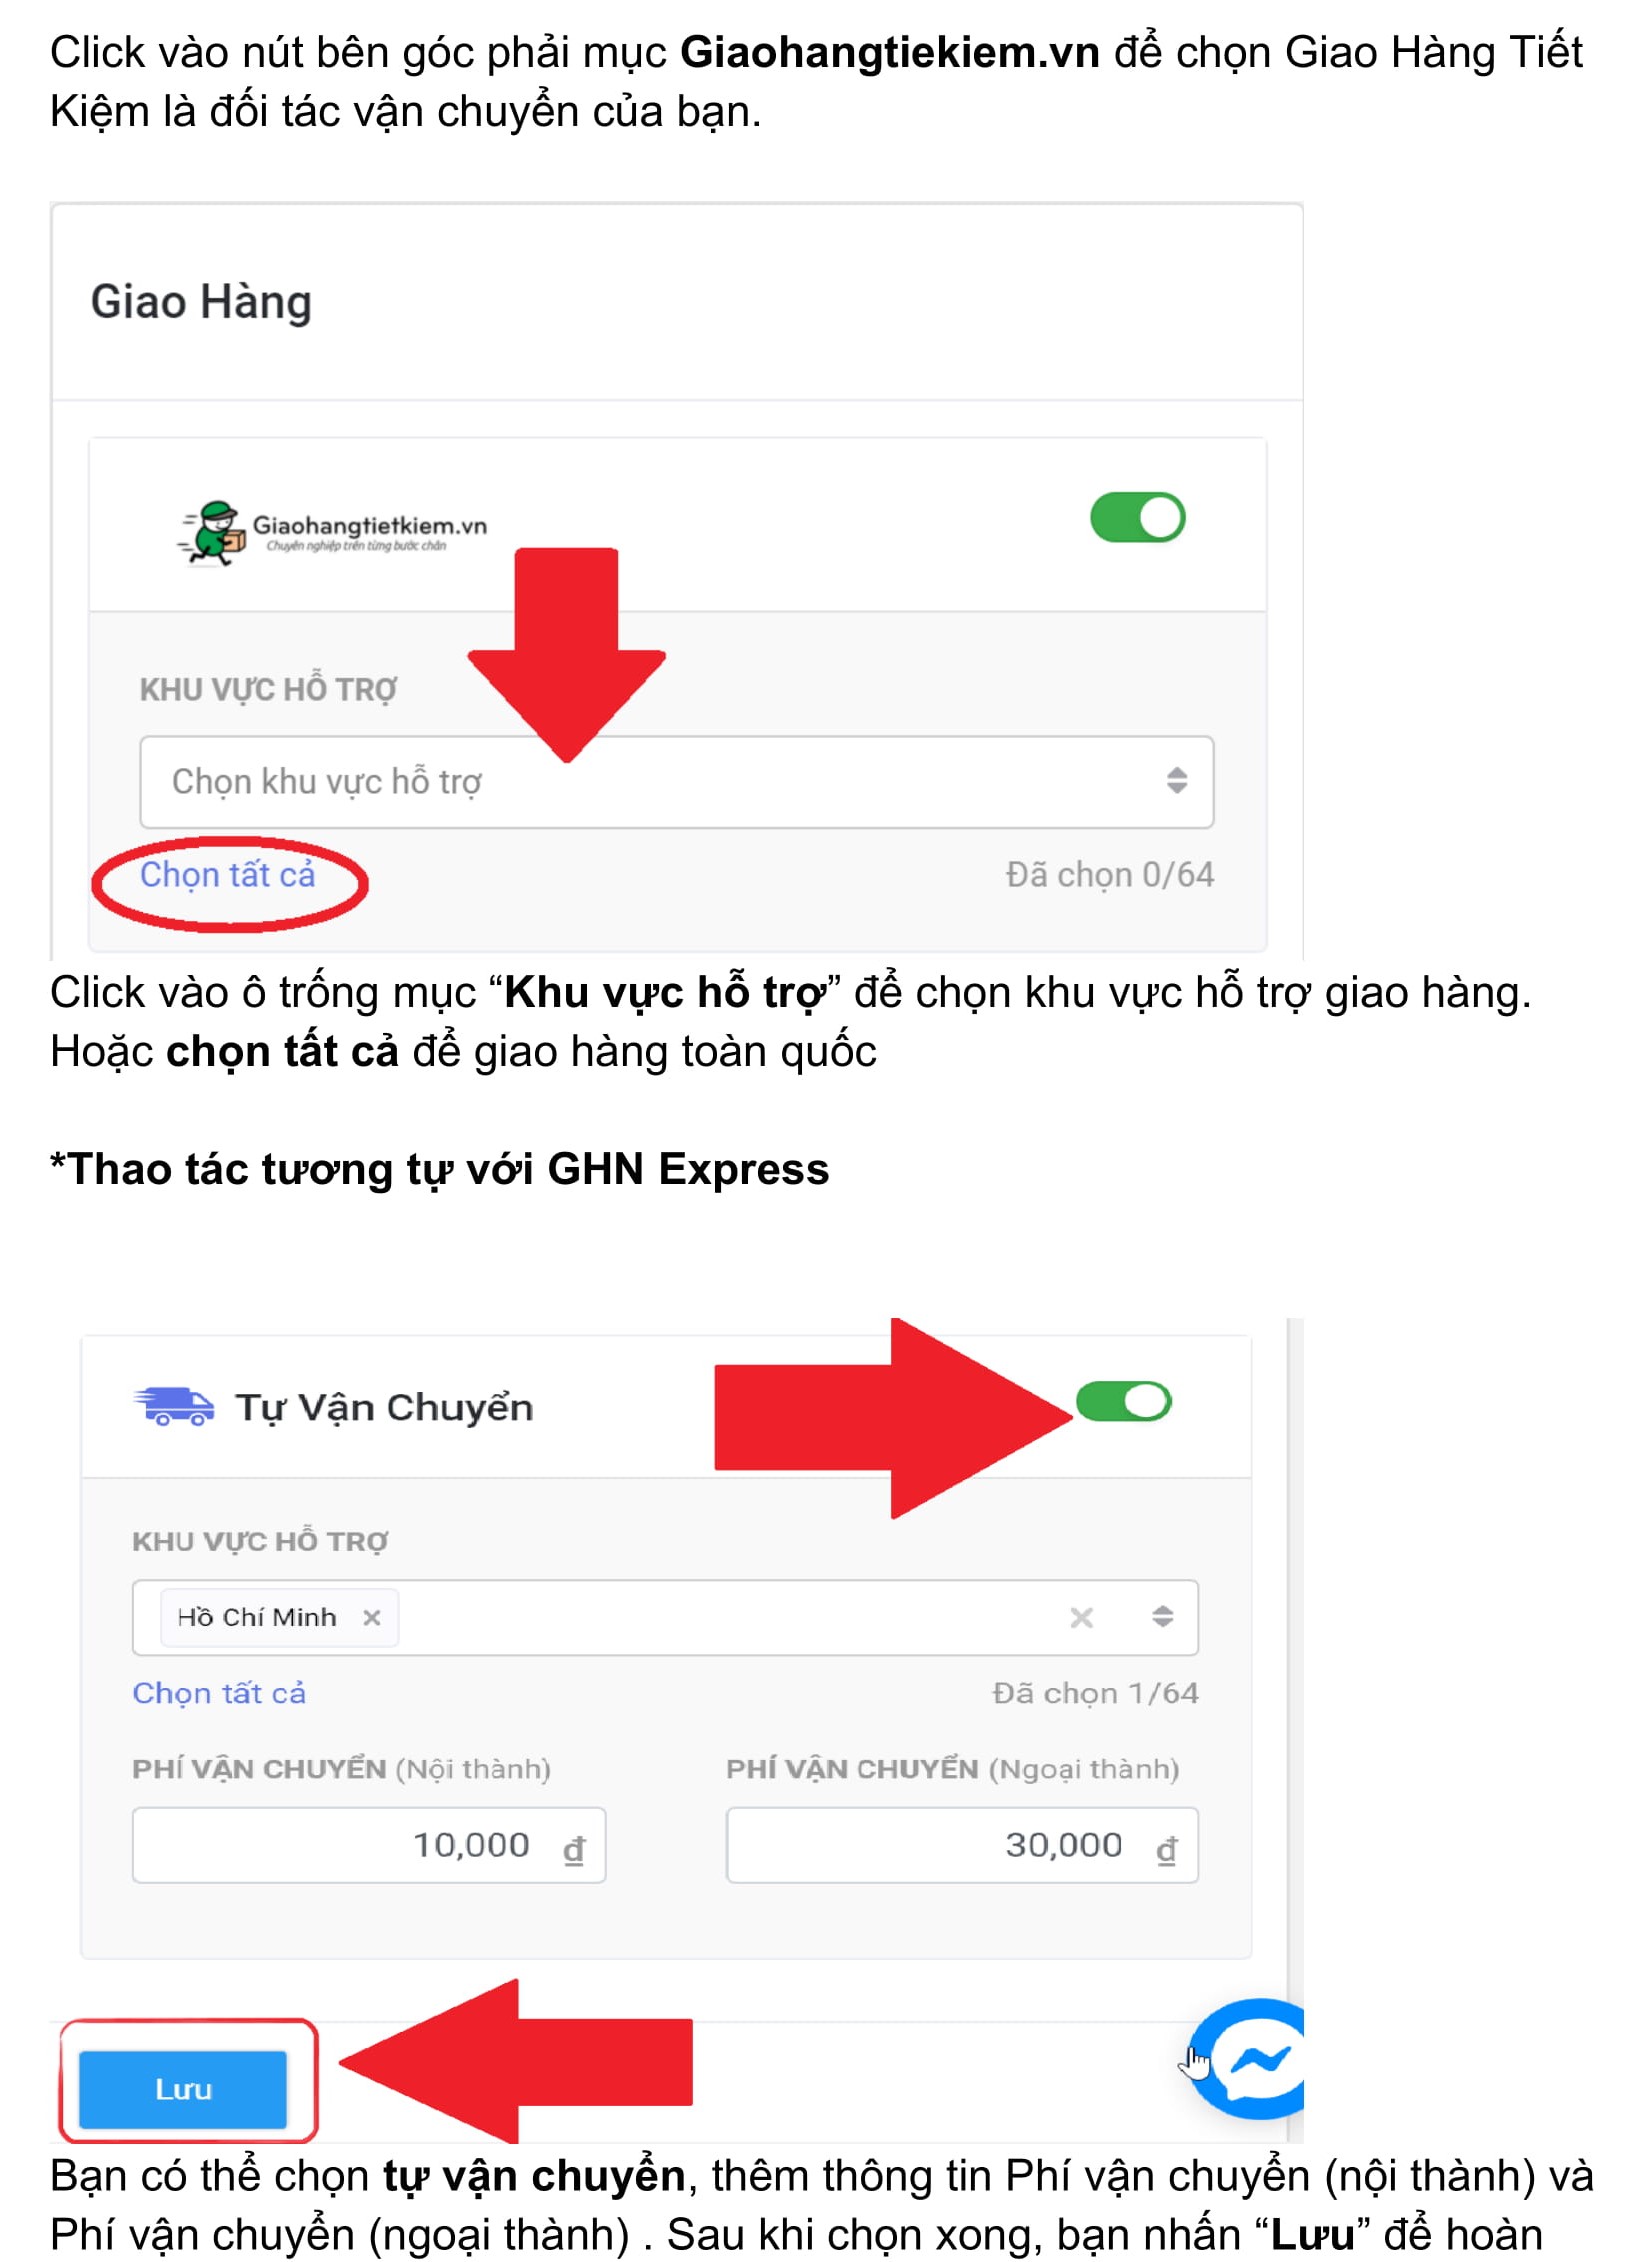 Click vào nút bên góc phải mục Giaohangtiekiem.vn để chọn Giao Hàng Tiết
Kiệm là đối tác vận chuyển của bạn.
Giao Hàng
Giaohangtietkiem.vn
Chuyên nghiệp trên từng bước chân
KHU VỰC HỖ TRỢ
Chọn khu vực hỗ trợ
Chọn tất cả
Đã chọn 0/64
Click vào ô trống mục “Khu vực hỗ trợ” để chọn khu vực hỗ trợ giao hàng.
Hoặc chọn tất cả để giao hàng toàn quốc
*Thao tác tương tự với GHN Express
Tự Vận Chuyển
KHU VỰC HỖ TRỢ
Hồ Chí Minh ×
Chọn tất cả
Đã chọn 1/64
PHÍ VẬN CHUYỂN (Nội thành)
PHÍ VẬN CHUYỂN (Ngoại thành)
10,000 ₫
30,000 ₫
Lưu
Bạn có thể chọn tự vận chuyển, thêm thông tin Phí vận chuyển (nội thành) và
Phí vận chuyển (ngoại thành) . Sau khi chọn xong, bạn nhấn “Lưu” để hoàn